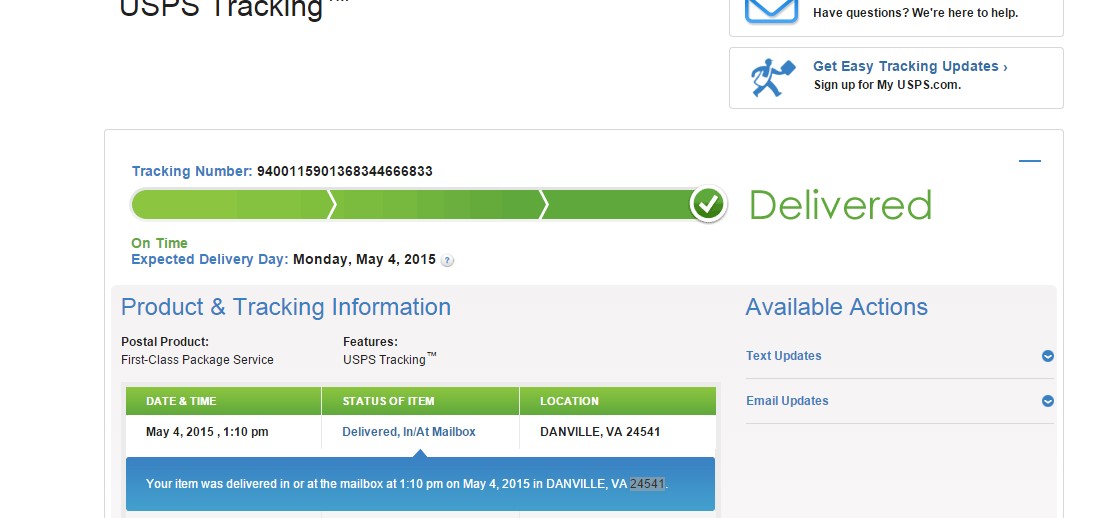 USPS Tracking™
Have questions? We're here to help.
Get Easy Tracking Updates ›
Sign up for My USPS.com.
Tracking Number: 9400115901368344666833
Delivered
On Time
Expected Delivery Day: Monday, May 4, 2015 ?
Product & Tracking Information
Available Actions
Postal Product:
Features:
First-Class Package Service
USPS Tracking™
Text Updates
Email Updates
DATE & TIME
STATUS OF ITEM
LOCATION
May 4, 2015 , 1:10 pm
Delivered, In/At Mailbox
DANVILLE, VA 24541
Your item was delivered in or at the mailbox at 1:10 pm on May 4, 2015 in DANVILLE, VA 24541.